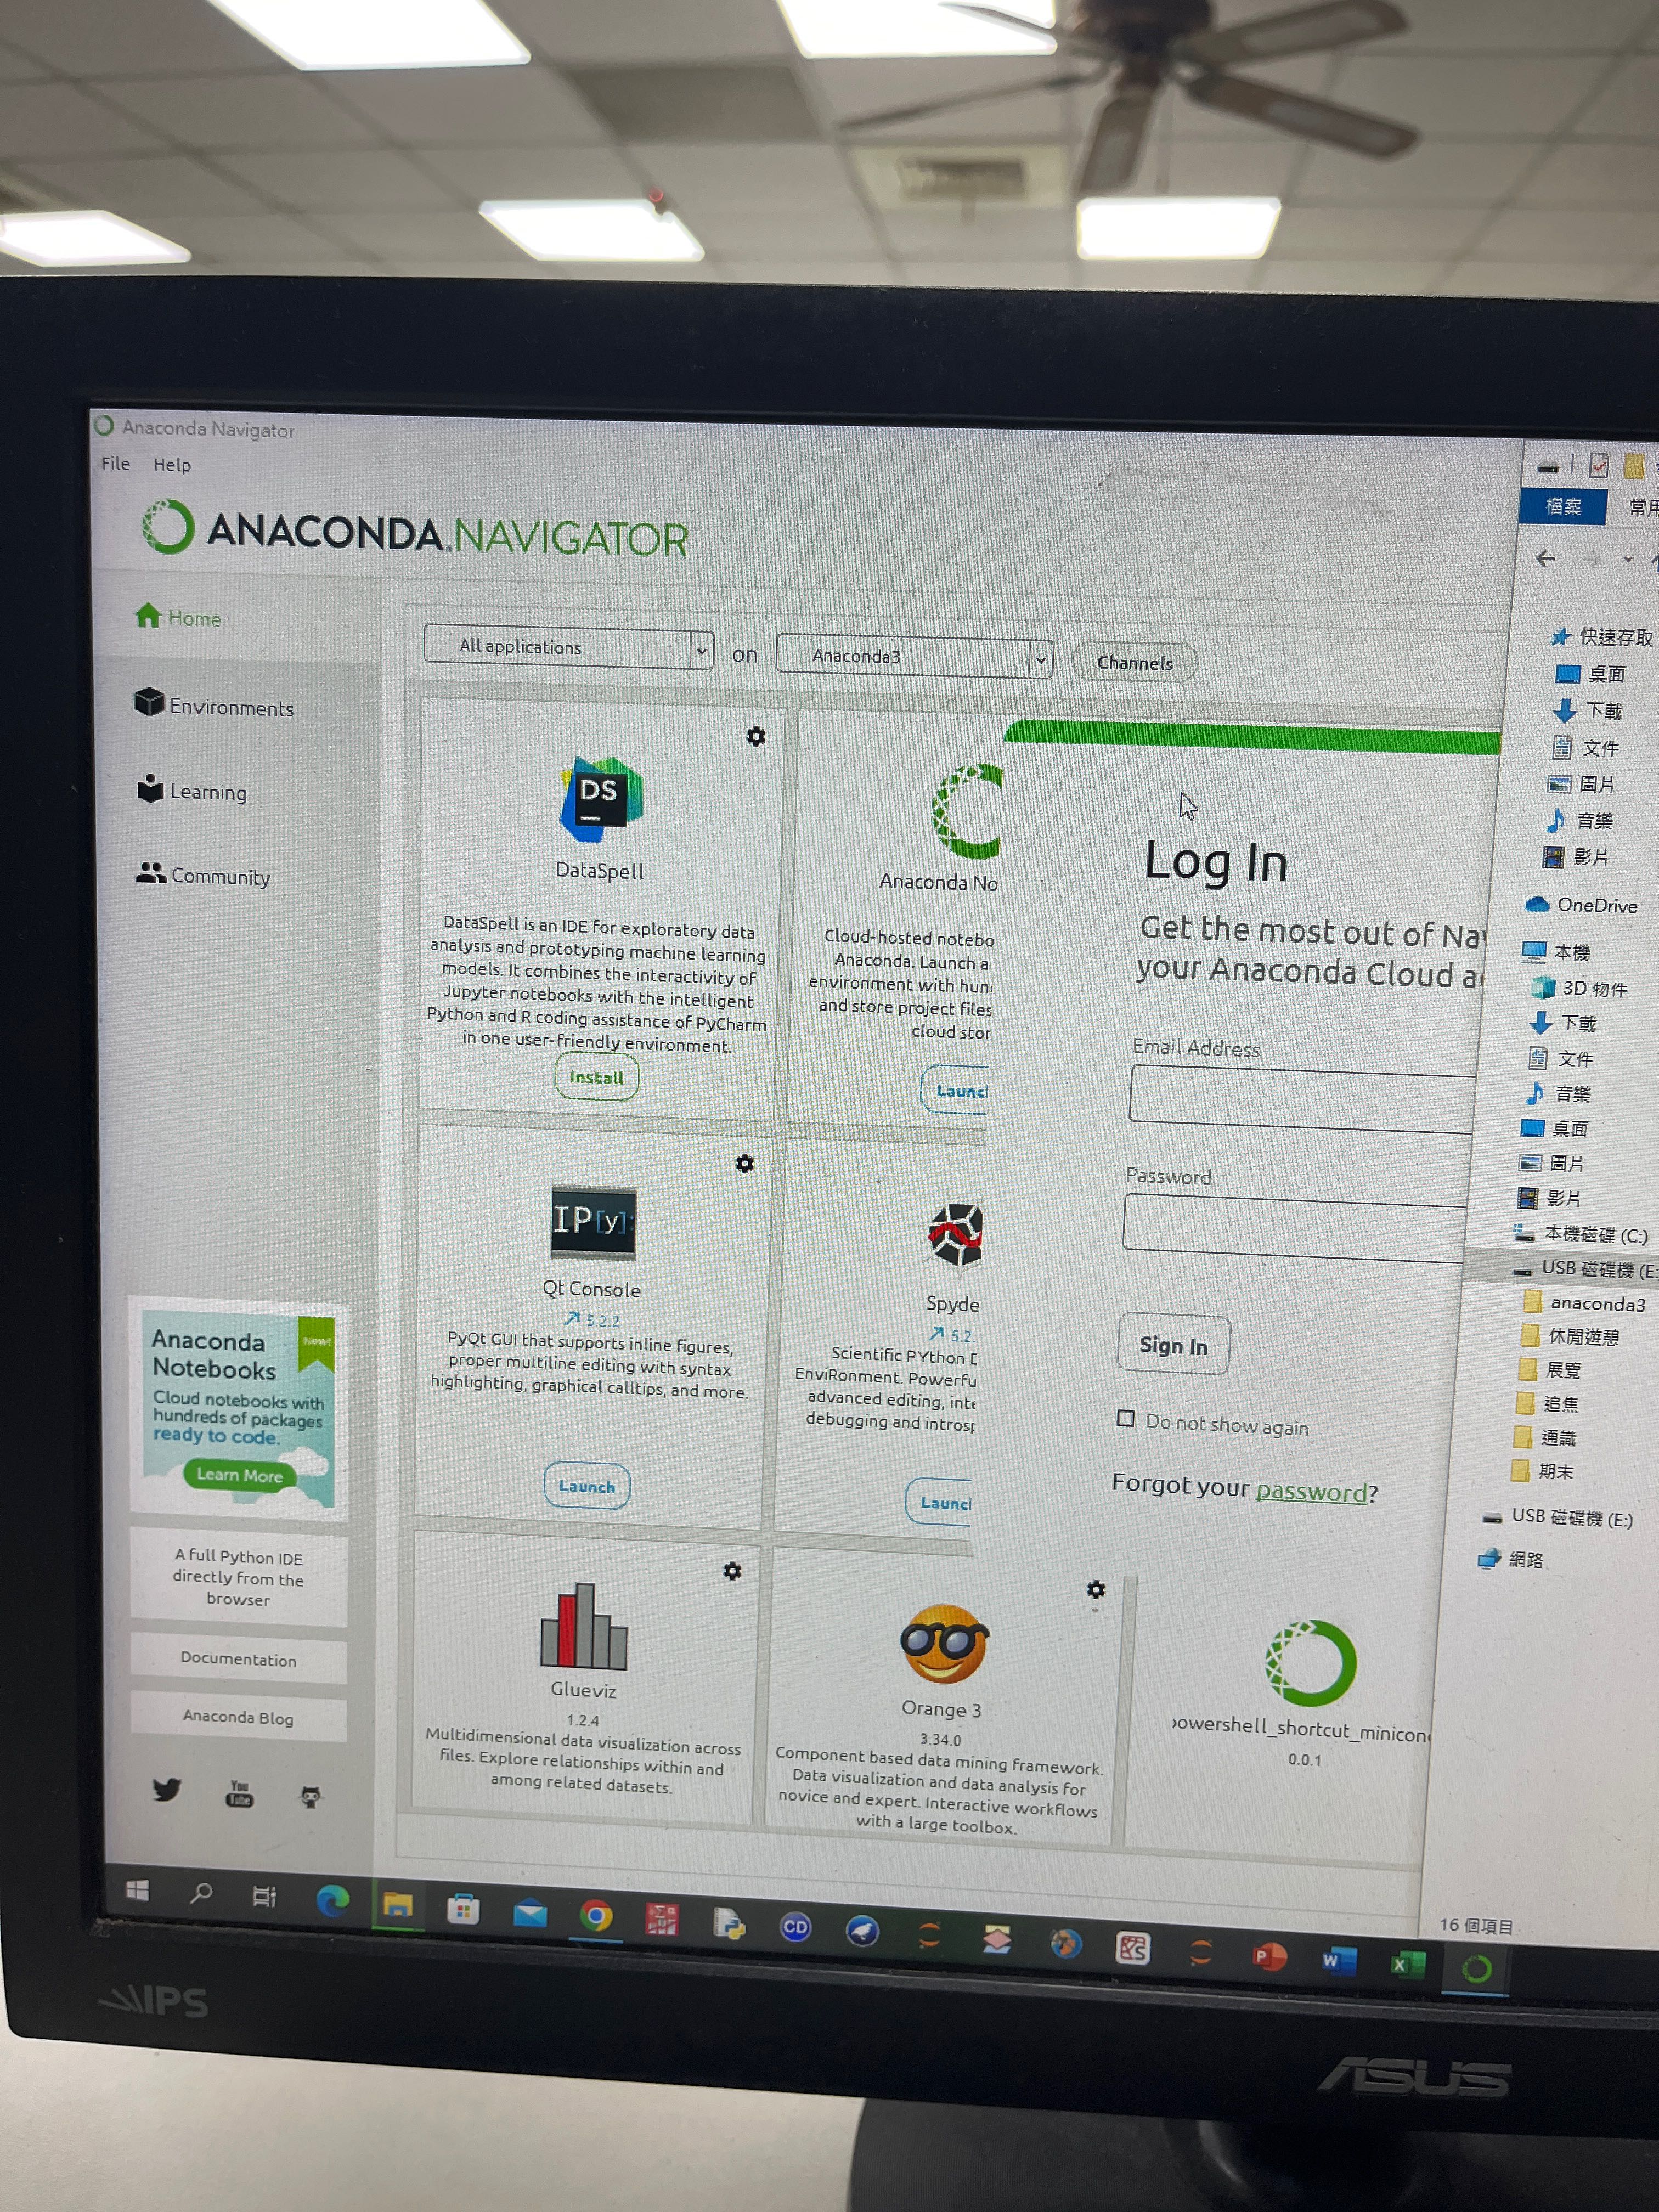 Anaconda Navigator
File Help
ANACONDA.NAVIGATOR
Home
Environments
Learning
Community
Anaconda
Notebooks
New!
Cloud notebooks with
hundreds of packages
ready to code.
Learn More
A full Python IDE
directly from the
browser
Documentation
Anaconda Blog
You
Tube
All applications on Anaconda3 Channels
DS
DataSpell
DataSpell is an IDE for exploratory data
analysis and prototyping machine learning
models. It combines the interactivity of
Jupyter notebooks with the intelligent
Python and R coding assistance of PyCharm
in one user-friendly environment.
Install
Anaconda No
Cloud-hosted notebo
Anaconda. Launch a
environment with hun
and store project files
cloud stor
Launc
IP[y]:
Qt Console
5.2.2
PyQt GUI that supports inline figures,
proper multiline editing with syntax
highlighting, graphical calltips, and more.
Launch
Spyde
5.2.
Scientific PYthon D
EnviRonment. Powerfu
advanced editing, inte
debugging and introsp
Launc
Glueviz
1.2.4
Multidimensional data visualization across
files. Explore relationships within and
among related datasets.
Orange 3
3.34.0
Component based data mining framework.
Data visualization and data analysis for
novice and expert. Interactive workflows
with a large toolbox.
powershell_shortcut_minicon
0.0.1
Log In
Get the most out of Na
your Anaconda Cloud a
Email Address
Password
Sign In
Do not show again
Forgot your password?
檔案 常用
快速存取
桌面
下載
文件
圖片
音樂
影片
OneDrive
本機
3D 物件
下載
文件
音樂
桌面
圖片
影片
本機磁碟 (C:)
USB 磁碟機 (E:
anaconda3
休閒遊憩
展覽
追焦
通識
期末
USB 磁碟機 (E:)
網路
16 個項目
CD
P
W
X
IPS
ASUS